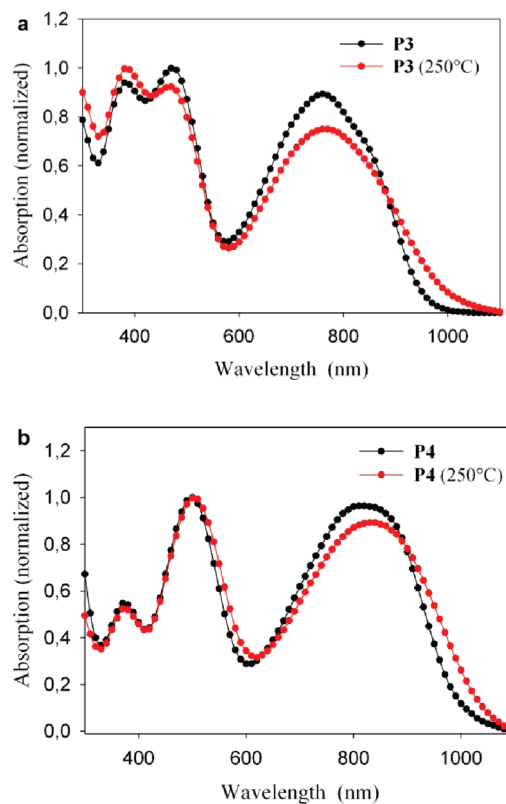 a
1,2
1,0
0,8
0,6
0,4
0,2
0,0
Absorption (normalized)
P3
P3 (250°C)
400 600 800 1000
Wavelength (nm)
b
1,2
1,0
0,8
0,6
0,4
0,2
0,0
Absorption (normalized)
P4
P4 (250°C)
400 600 800 1000
Wavelength (nm)